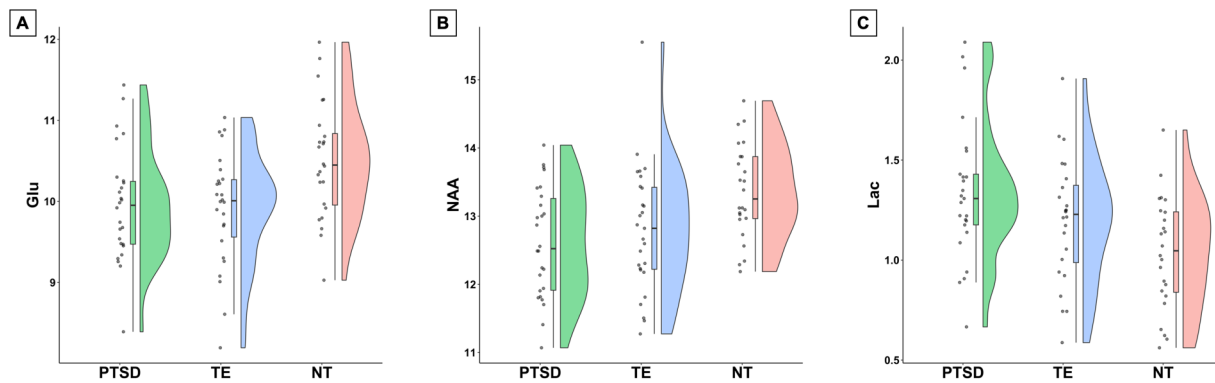 A
Glu
12
11
10
9
PTSD TE NT
B
NAA
15
14
13
12
11
PTSD TE NT
C
Lac
2.0
1.5
1.0
0.5
PTSD TE NT